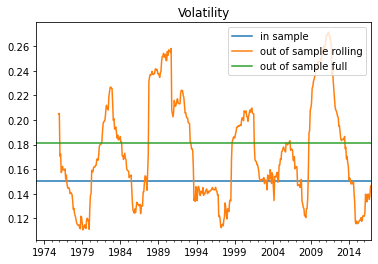 Volatility
in sample
out of sample rolling
out of sample full
0.26
0.24
0.22
0.20
0.18
0.16
0.14
0.12
1974 1979 1984 1989 1994 1999 2004 2009 2014